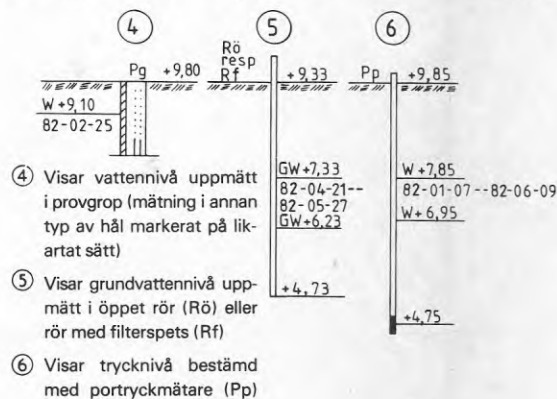 4
5
6
Pg +9,80
Rö
resp
Rf
+9,33
Pp +9,85
W +9,10
82-02-25
GW+7,33
82-04-21--
82-05-27
GW+6,23
+4,73
W+7,85
82-01-07--82-06-09
W+6,95
+4,75
4 Visar vattennivå uppmätt
i provgrop (mätning i annan
typ av hål markerat på lik-
artat sätt)
5 Visar grundvattennivå upp-
mätt i öppet rör (Rö) eller
rör med filterspets (Rf)
6 Visar trycknivå bestämd
med portryckmätare (Pp)